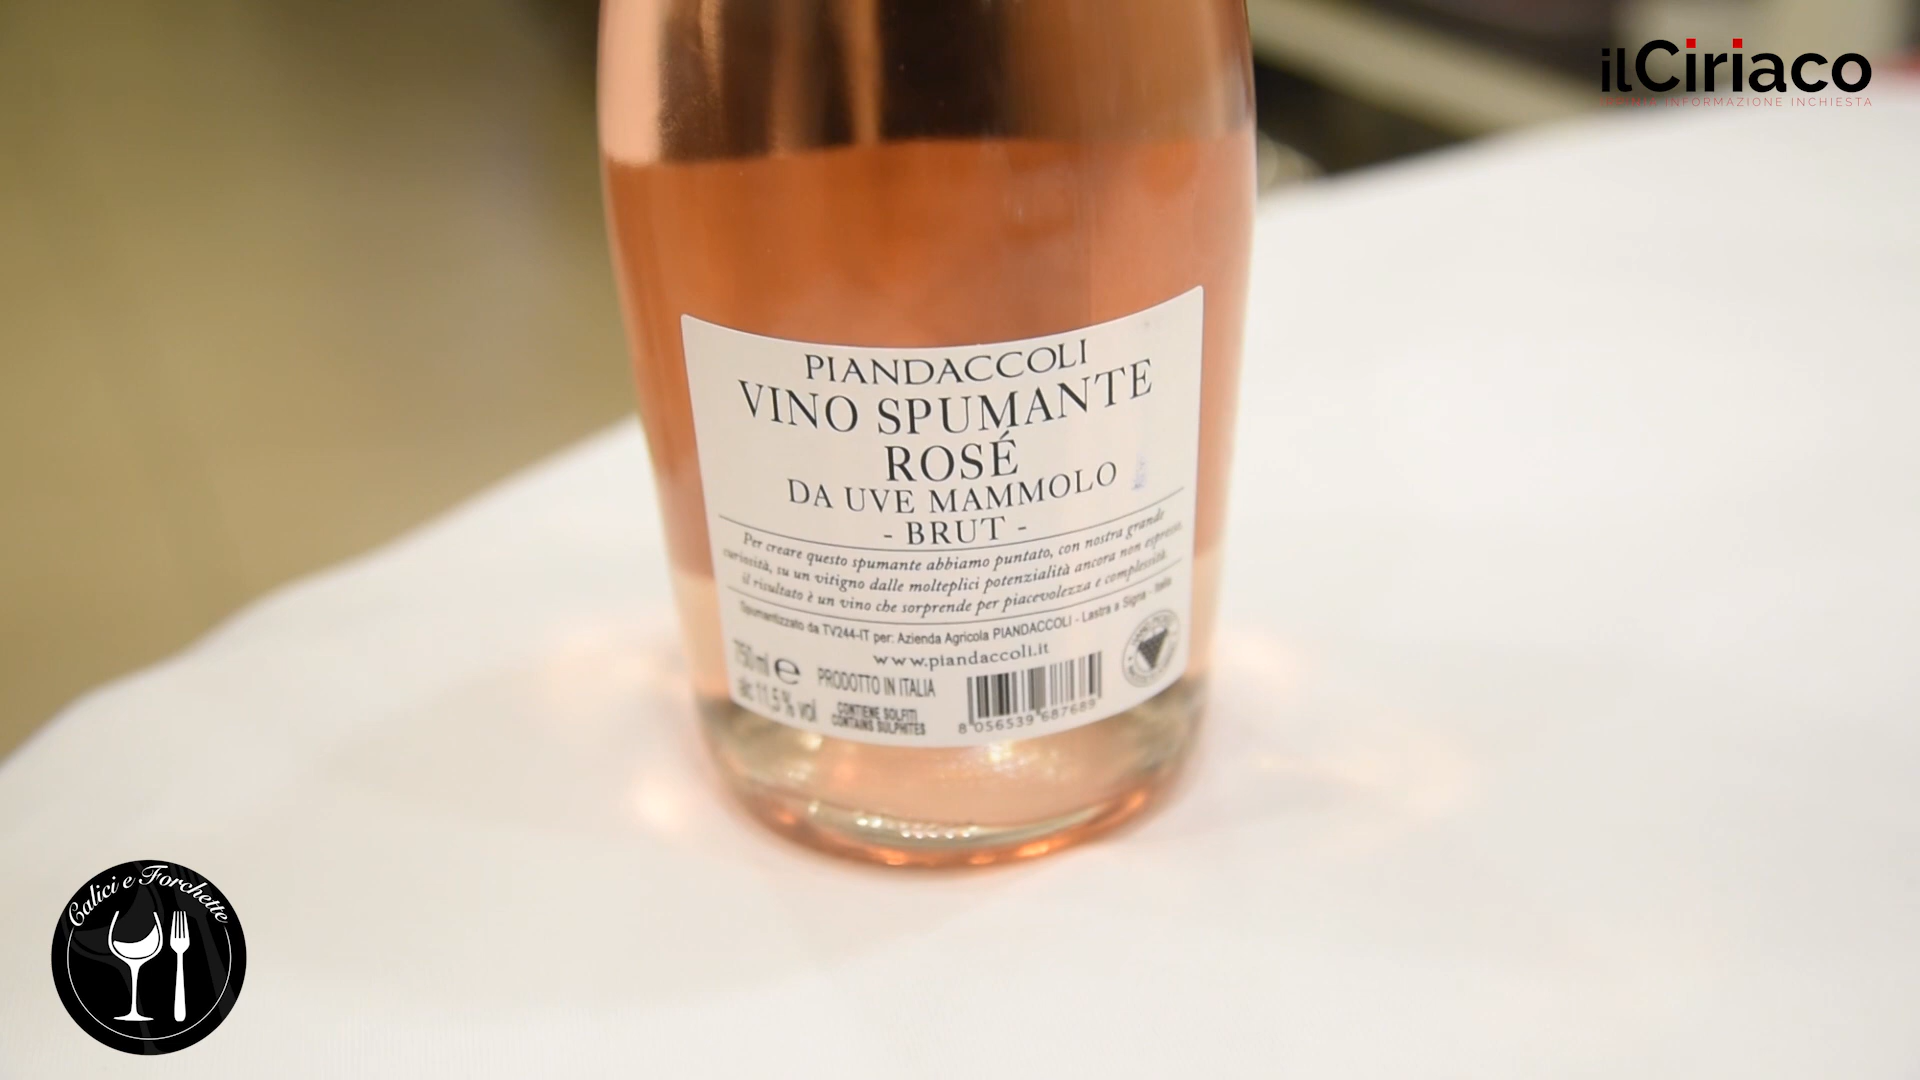 ilCiriaco
IRPINIA INFORMAZIONE INCHIESTA
PIANDACCOLI
VINO SPUMANTE
ROSÉ
DA UVE MAMMOLO
- BRUT -
Per creare questo spumante abbiamo puntato, con nostra grande
curiosità, su un vitigno dalle molteplici potenzialità ancora non espresse,
il risultato è un vino che sorprende per piacevolezza e complessità.
Spumantizzato da TV244-IT per: Azienda Agricola PIANDACCOLI - Lastra a Signa - Italia
www.piandaccoli.it
750 ml e
PRODOTTO IN ITALIA
alc 11,5 % vol
CONTIENE SOLFITI
CONTAINS SULPHITES
8 056539 687689
Calici e Forchette